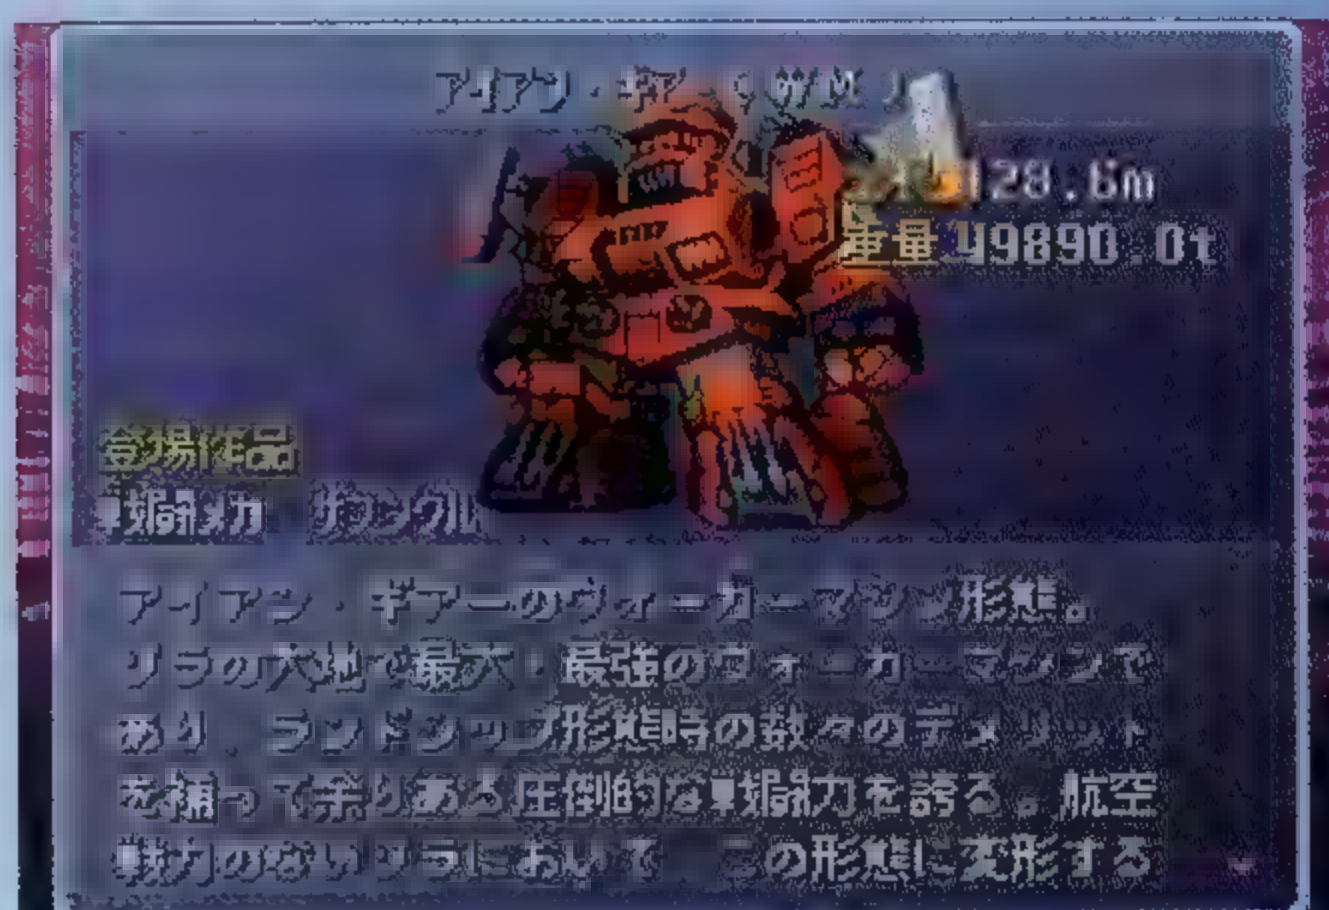 アイアン・ギアー(WM)
128.6m
重量 49890.0t
登場作品
戦闘メカ ザブングル
アイアン・ギアーのウォーカーマシン形態。
ゾラの大地で最大・最強のウォーカーマシンで
あり、ランドシップ形態時の数々のデメリット
を補って余りある圧倒的な戦闘力を誇る。航空
戦力のないゾラにおいて、この形態に変形する